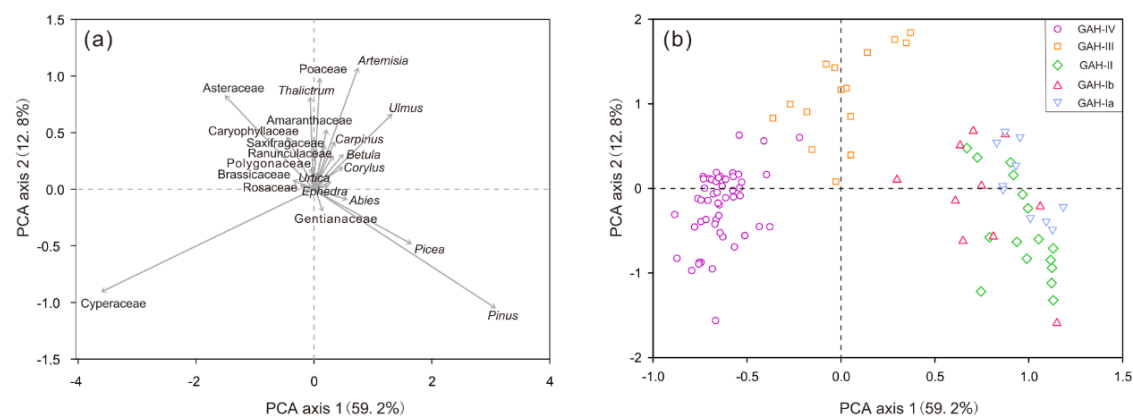 (a)
Artemisia
Poaceae
Asteraceae
Thalictrum
Ulmus
Amaranthaceae
Caryophyllaceae
Carpinus
Saxifragaceae
Ranunculaceae
Betula
Polygonaceae
Corylus
Brassicaceae
Urtica
Rosaceae
Ephedra
Abies
Gentianaceae
Picea
Cyperaceae
Pinus
1.5
1.0
0.5
0.0
-0.5
-1.0
-1.5
-4
-2
0
2
4
PCA axis 2 (12.8%)
PCA axis 1 (59.2%)
(b)
GAH-IV
GAH-III
GAH-II
GAH-Ib
GAH-Ia
2
1
0
-1
-2
-1.0
-0.5
0.0
0.5
1.0
1.5
PCA axis 2 (12.8%)
PCA axis 1 (59.2%)